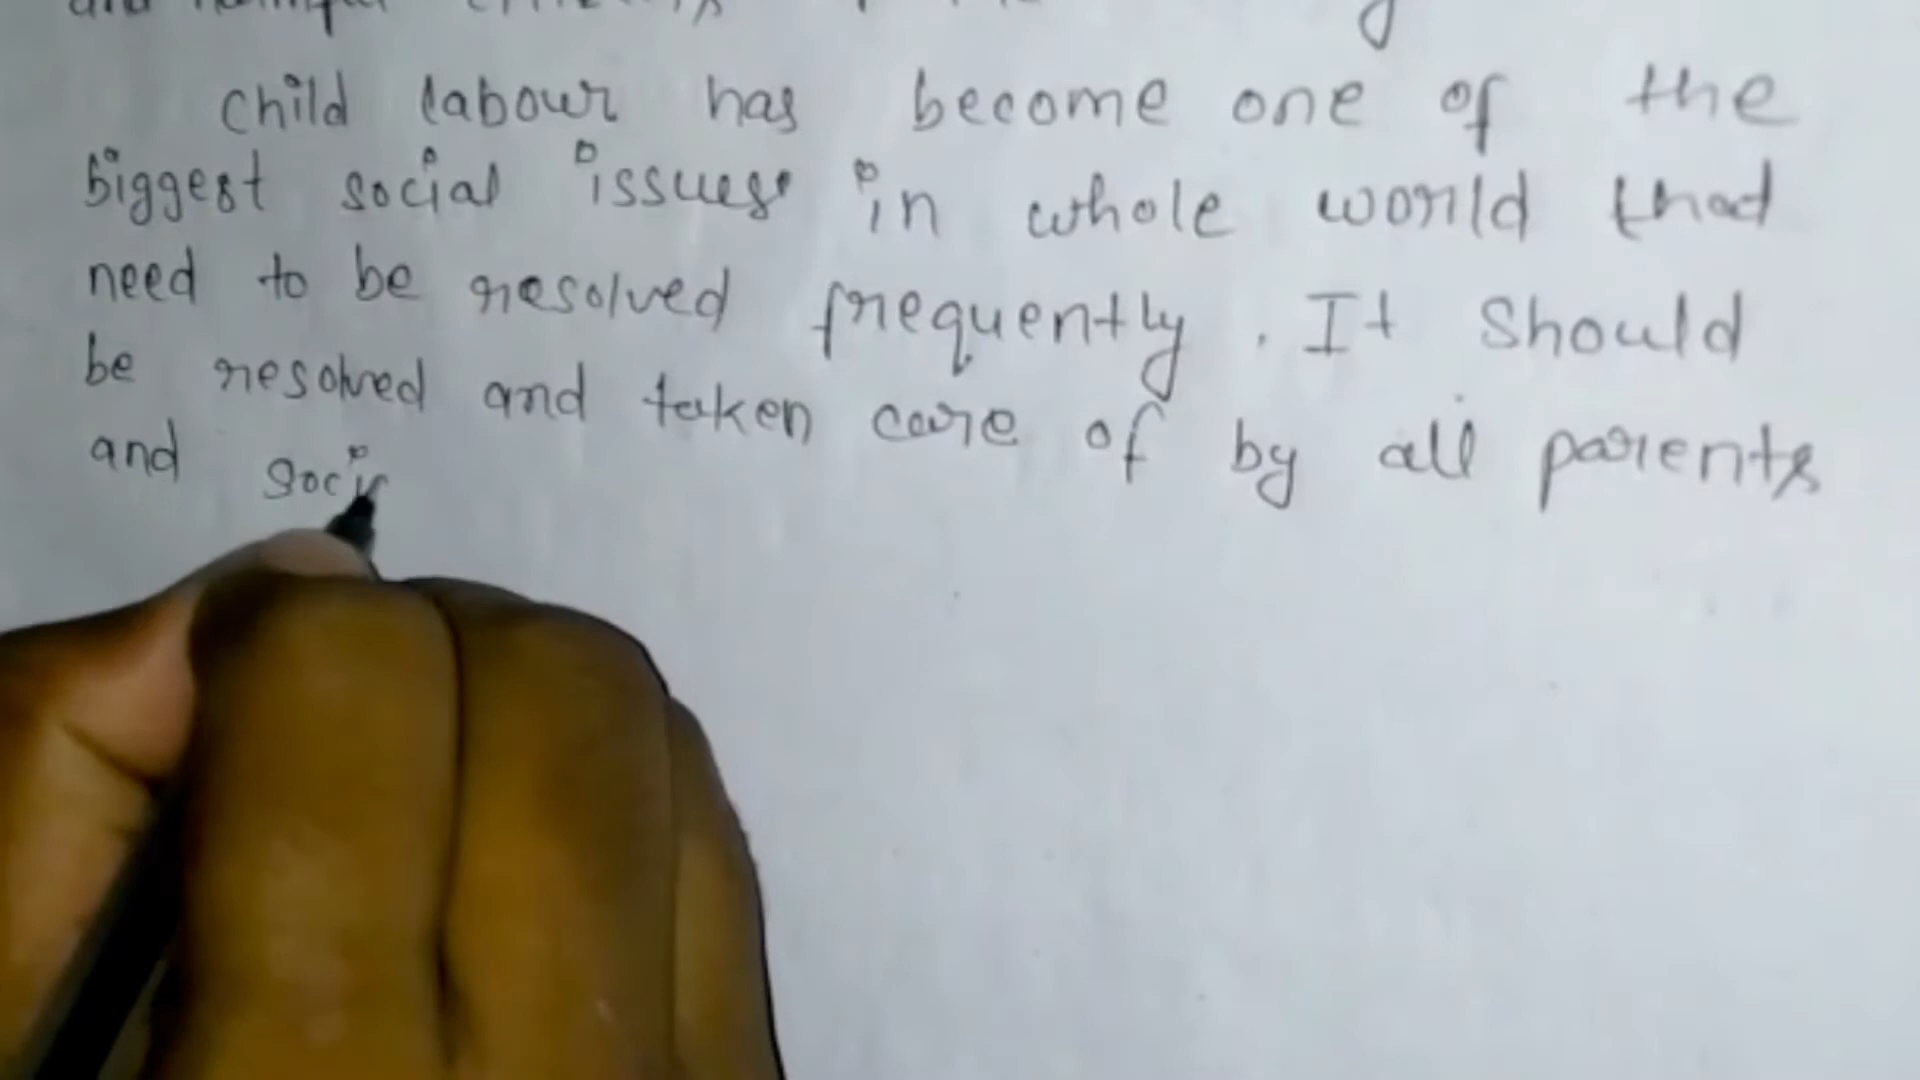 child labour has become one of the
biggest social issues in whole world that
need to be resolved frequently. It should
be resolved and taken care of by all parents
and soci